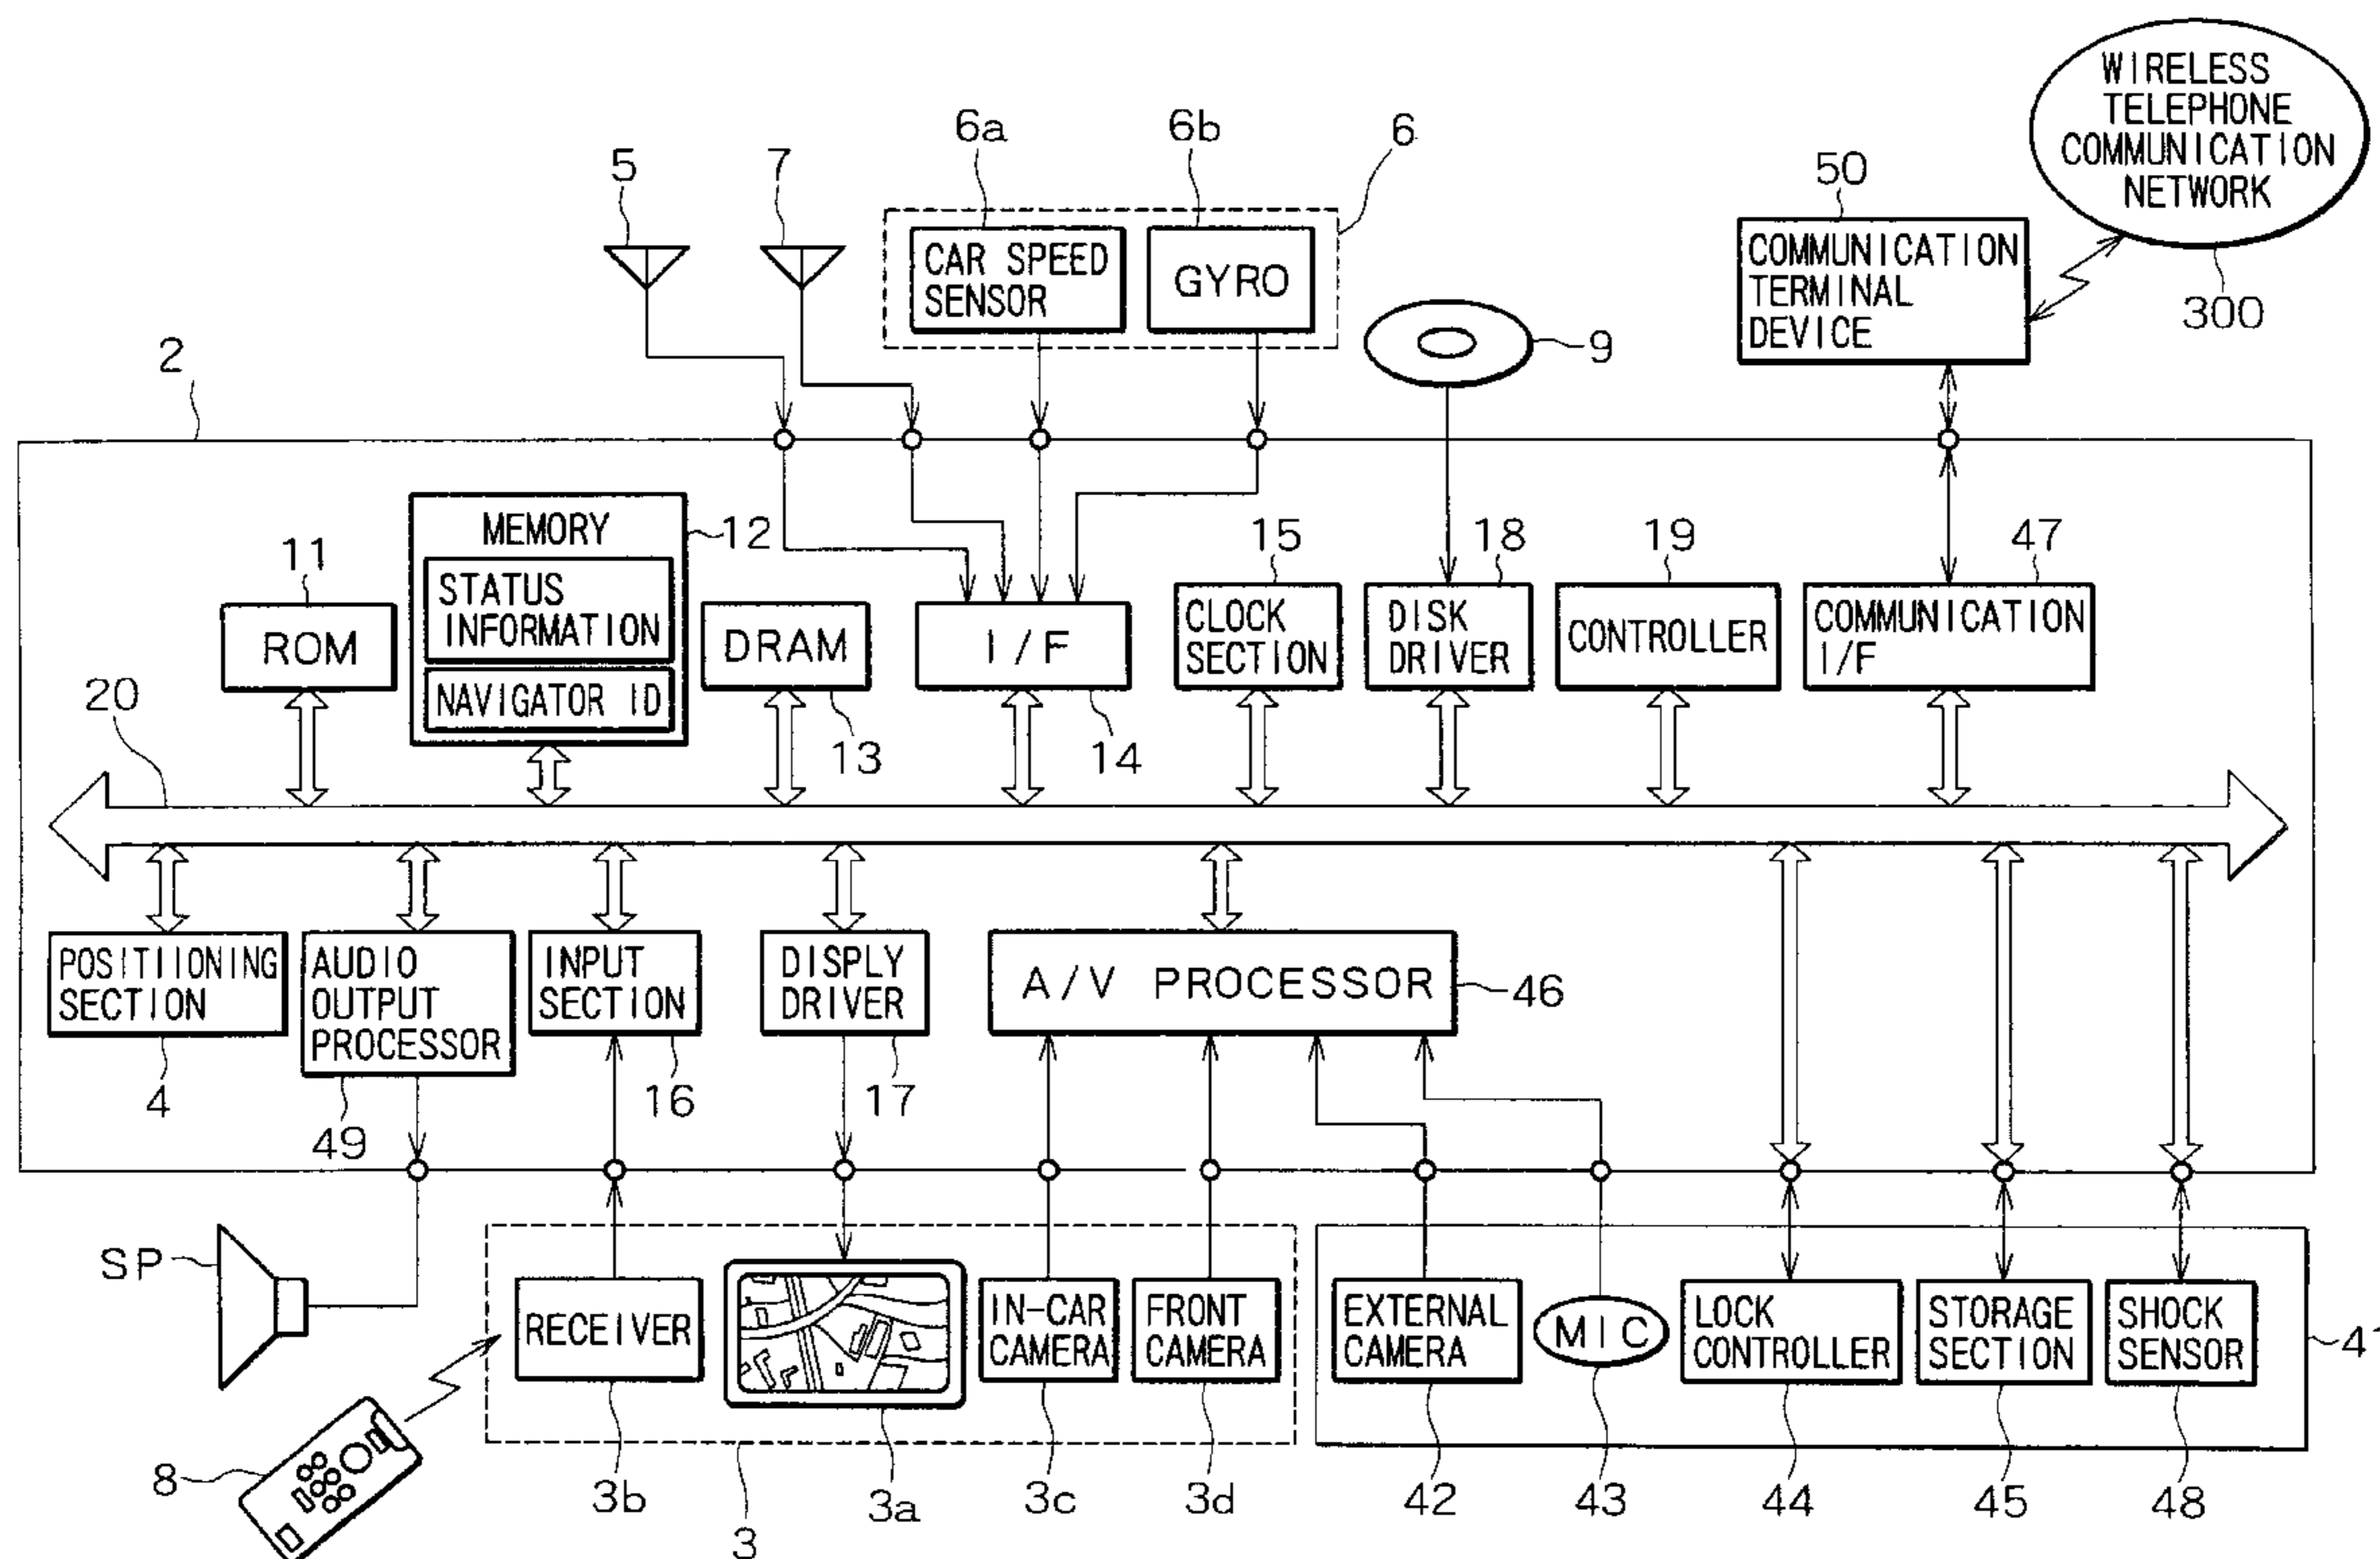 WIRELESS
TELEPHONE
COMMUNICATION
NETWORK
300
50
COMMUNICATION
TERMINAL
DEVICE
5
7
6a
6b
6
CAR SPEED
SENSOR
GYRO
9
2
11
ROM
MEMORY
12
STATUS
INFORMATION
NAVIGATOR ID
DRAM
13
I/F
14
15
CLOCK
SECTION
18
DISK
DRIVER
19
CONTROLLER
47
COMMUNICATION
I/F
20
POSITIONING
SECTION
4
AUDIO
OUTPUT
PROCESSOR
49
INPUT
SECTION
16
DISPLY
DRIVER
17
A/V PROCESSOR
46
SP
8
RECEIVER
3b
3a
IN-CAR
CAMERA
3c
FRONT
CAMERA
3d
3
EXTERNAL
CAMERA
42
MIC
43
LOCK
CONTROLLER
44
STORAGE
SECTION
45
SHOCK
SENSOR
48